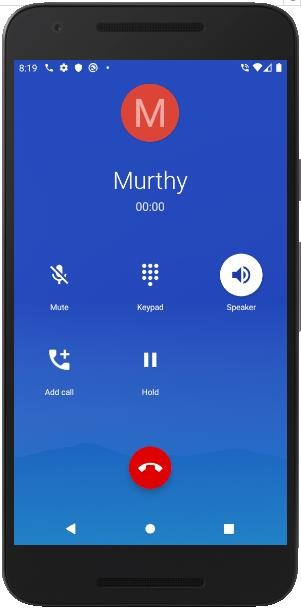 8:19
M
Murthy
00:00
Mute Keypad Speaker
Add call Hold